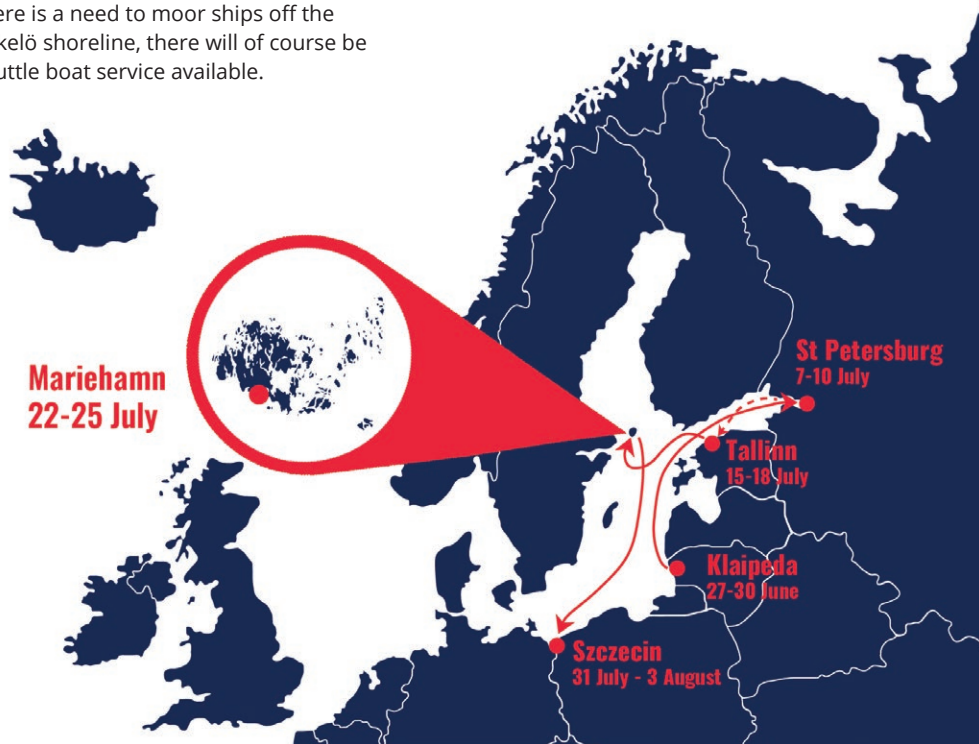 ere is a need to moor ships off the
kelö shoreline, there will of course be
uttle boat service available.
Mariehamn
22-25 July
St Petersburg
7-10 July
Tallinn
15-18 July
Klaipeda
27-30 June
Szczecin
31 July - 3 August